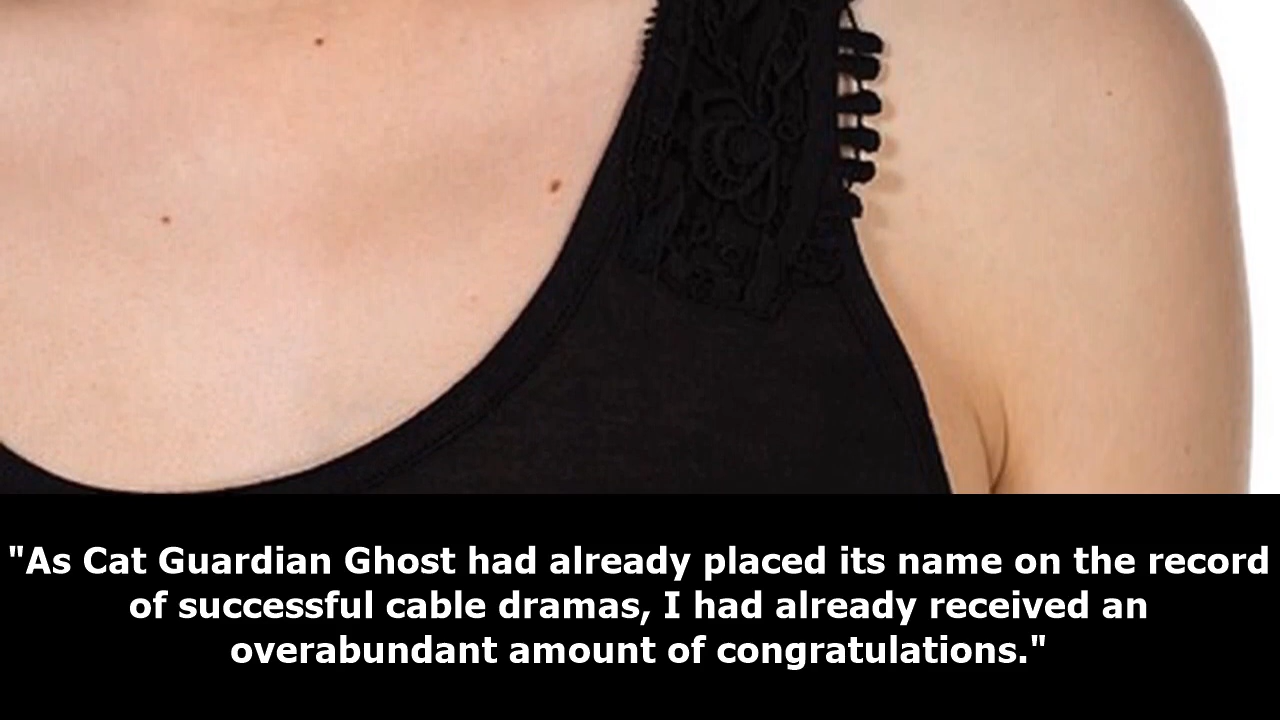 "As Cat Guardian Ghost had already placed its name on the record
of successful cable dramas, I had already received an
overabundant amount of congratulations."